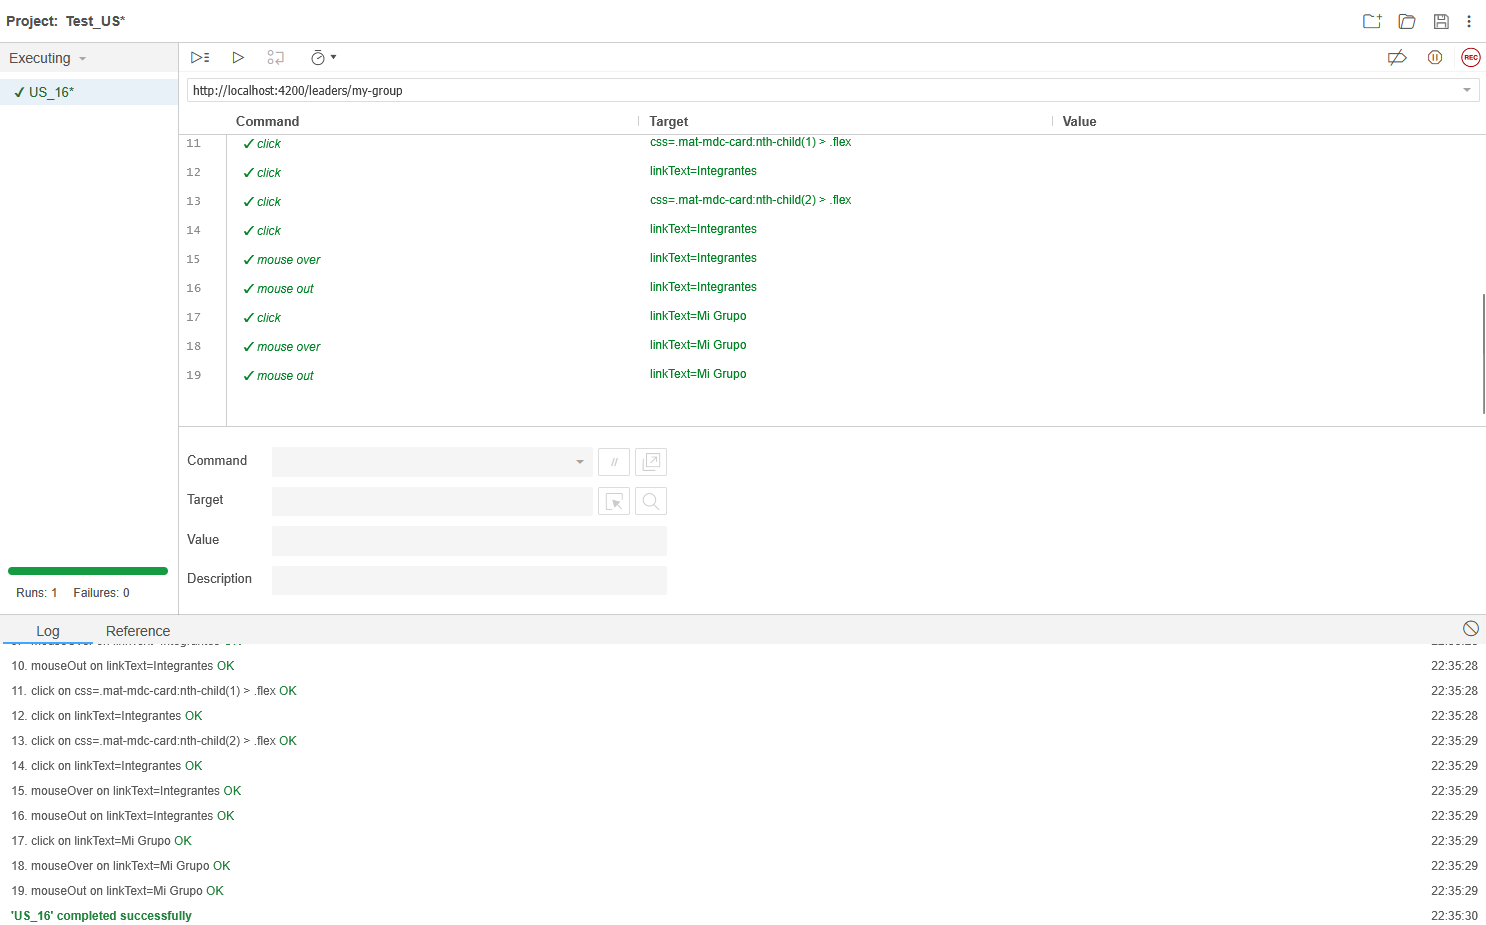 Project: Test_US*
Executing
✓ US_16*
http://localhost:4200/leaders/my-group
REC
Command Target Value
11 ✓ click css=.mat-mdc-card:nth-child(1) > .flex
12 ✓ click linkText=Integrantes
13 ✓ click css=.mat-mdc-card:nth-child(2) > .flex
14 ✓ click linkText=Integrantes
15 ✓ mouse over linkText=Integrantes
16 ✓ mouse out linkText=Integrantes
17 ✓ click linkText=Mi Grupo
18 ✓ mouse over linkText=Mi Grupo
19 ✓ mouse out linkText=Mi Grupo
Command //
Target
Value
Description
Runs: 1 Failures: 0
Log Reference
10. mouseOut on linkText=Integrantes OK 22:35:28
11. click on css=.mat-mdc-card:nth-child(1) > .flex OK 22:35:28
12. click on linkText=Integrantes OK 22:35:28
13. click on css=.mat-mdc-card:nth-child(2) > .flex OK 22:35:29
14. click on linkText=Integrantes OK 22:35:29
15. mouseOver on linkText=Integrantes OK 22:35:29
16. mouseOut on linkText=Integrantes OK 22:35:29
17. click on linkText=Mi Grupo OK 22:35:29
18. mouseOver on linkText=Mi Grupo OK 22:35:29
19. mouseOut on linkText=Mi Grupo OK 22:35:29
'US_16' completed successfully 22:35:30